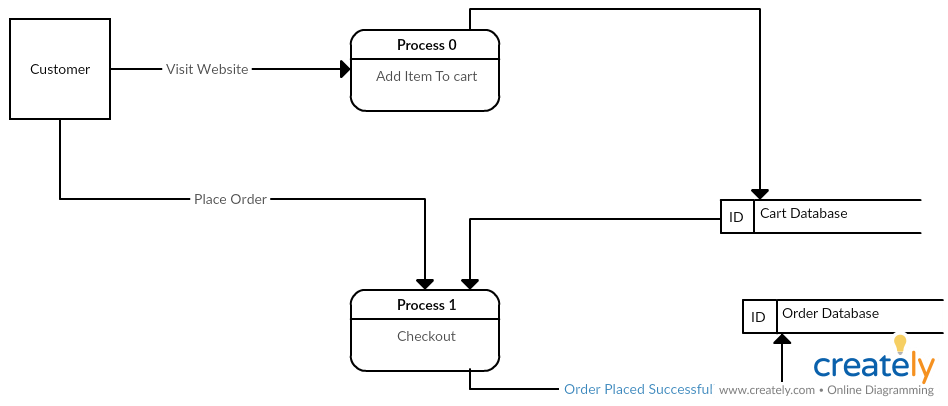 Customer
Visit Website
Process 0
Add Item To cart
Place Order
ID
Cart Database
Process 1
Checkout
ID
Order Database
creately
Order Placed Successful
www.creately.com • Online Diagramming